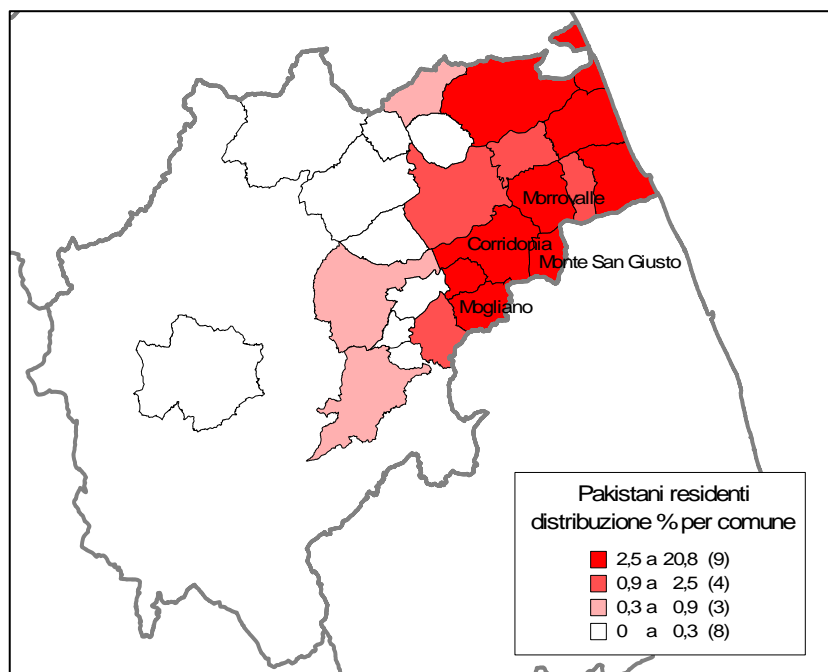 Morrovalle
Corridonia
Monte San Giusto
Mogliano
Pakistani residenti
distribuzione % per comune
2,5 a 20,8 (9)
0,9 a 2,5 (4)
0,3 a 0,9 (3)
0 a 0,3 (8)